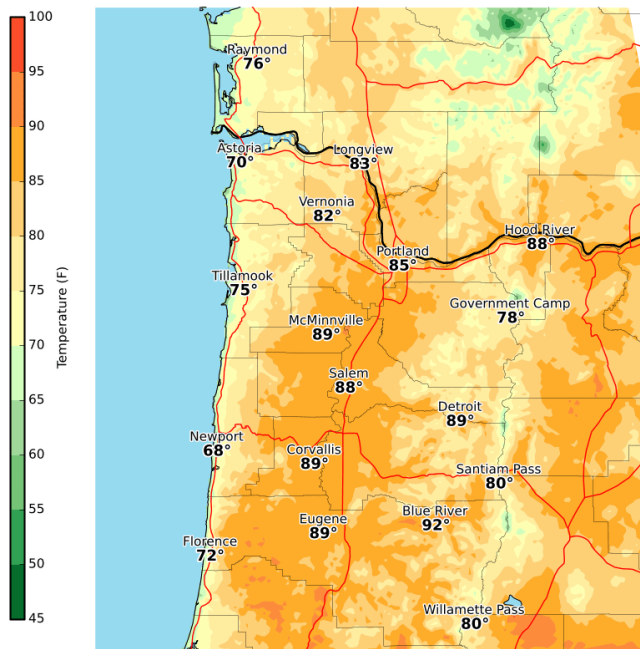 100
95
90
85
80
75
70
65
60
55
50
45
Temperature (F)
Raymond
76°
Astoria
70°
Longview
83°
Vernonia
82°
Hood River
88°
Portland
85°
Tillamook
75°
Government Camp
78°
McMinnville
89°
Salem
88°
Detroit
89°
Newport
68°
Corvallis
89°
Santiam Pass
80°
Blue River
92°
Eugene
89°
Florence
72°
Willamette Pass
80°